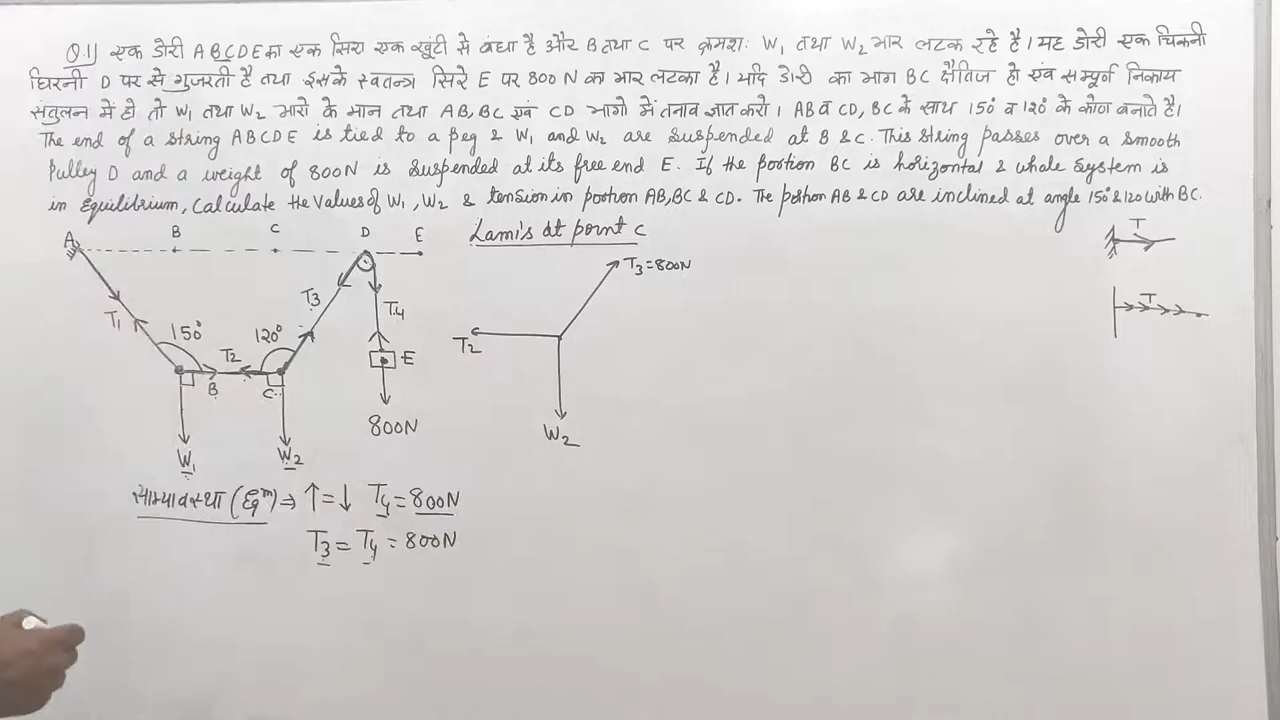 Q.1) एक डोरी ABCDE का एक सिरा एक खूंटी से बंधा है और B तथा C पर क्रमशः W₁ तथा W₂ भार लटक रहे है। यह डोरी एक चिकनी
घिरनी D पर से गुजरती है तथा इसके स्वतन्त्र सिरे E पर 800 N का भार लटका है। यदि डोरी का भाग BC क्षैतिज हो एवं सम्पूर्ण निकाय
संतुलन में हो तो W₁ तथा W₂ भारो के मान तथा AB, BC एवं CD भागो में तनाव ज्ञात करो। AB व CD, BC के साथ 150° व 120° के कोण बनाते है।
The end of a string ABCDE is tied to a peg & W₁ and W₂ are suspended at B & C. This string passes over a smooth
Pulley D and a weight of 800N is suspended at its free end E. If the portion BC is horizontal & whole system is
in Equilibrium, Calculate the values of W₁, W₂ & tension in portion AB, BC & CD. The portion AB & CD are inclined at angle 150° & 120 with BC.
A B C D E
Lami's at point C
T
T₃=800N
T₃
T₄
T₁
150°
120°
T
T₂
T₂
E
B
C
800N
W₂
W₁
W₂
साम्यावस्था (ह्रm) ⇒ ↑=↓ T₄=800N
T₃ = T₄ = 800N